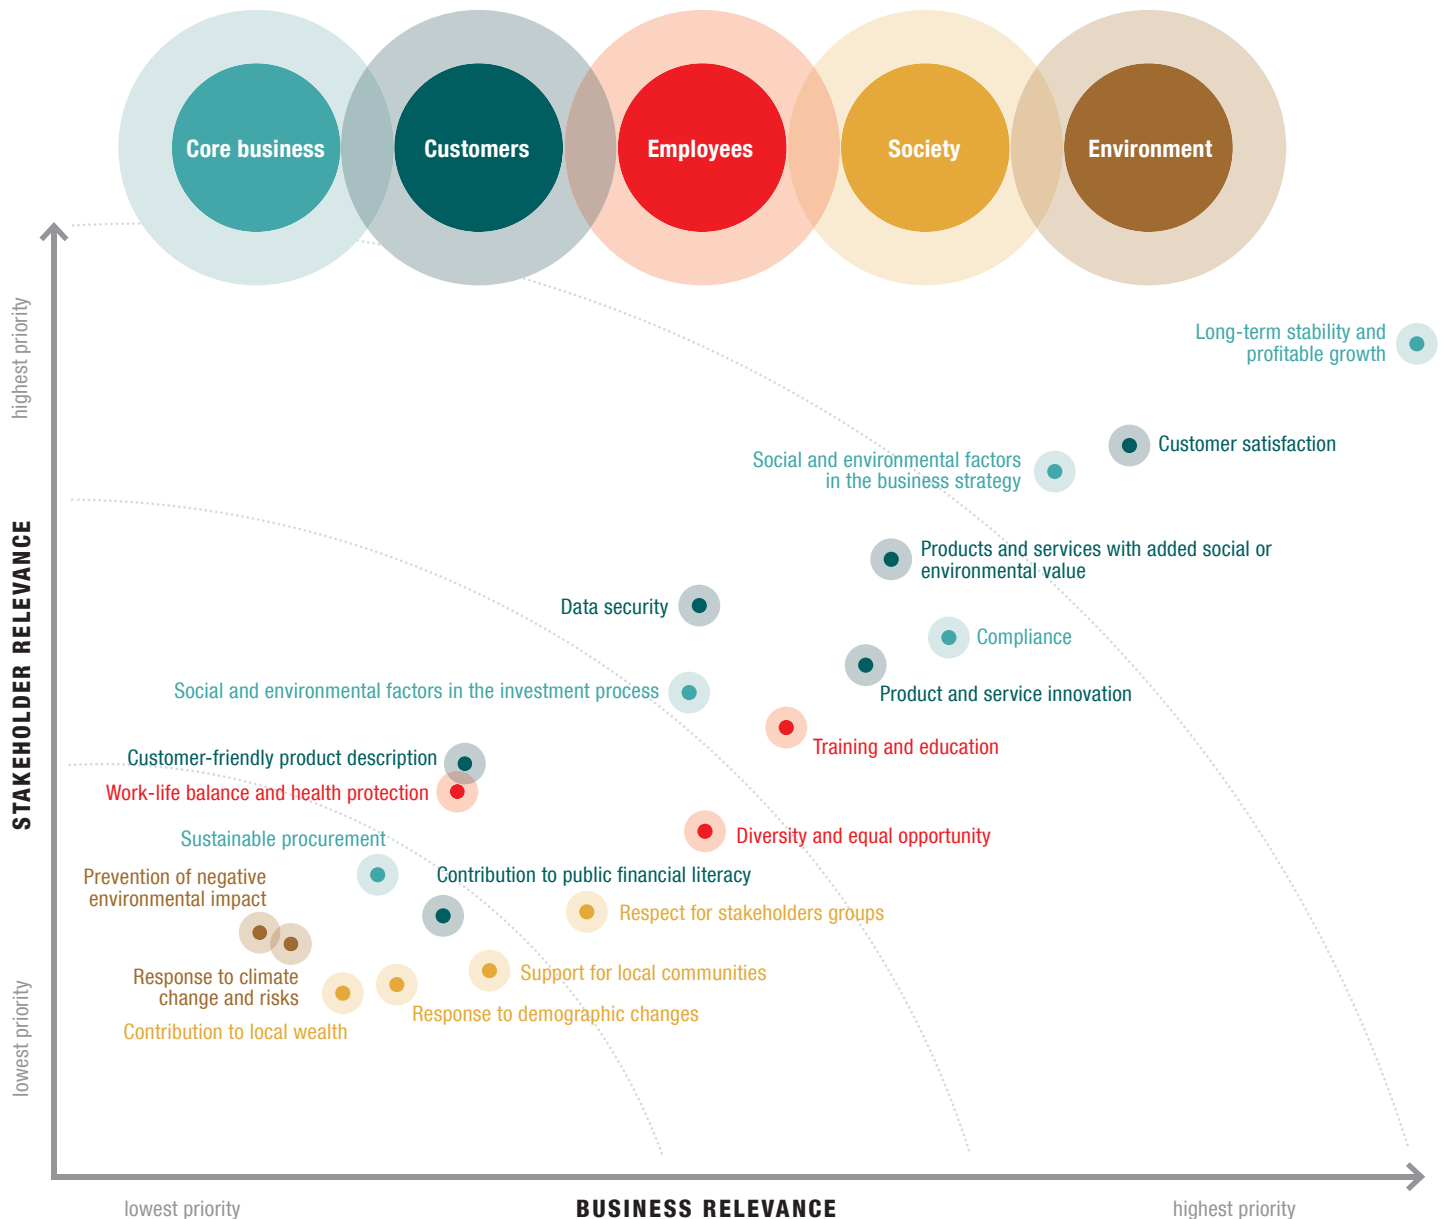 Core business
Customers
Employees
Society
Environment
highest priority
STAKEHOLDER RELEVANCE
lowest priority
Long-term stability and
profitable growth
Customer satisfaction
Social and environmental factors
in the business strategy
Products and services with added social or
environmental value
Data security
Compliance
Social and environmental factors in the investment process
Product and service innovation
Training and education
Customer-friendly product description
Work-life balance and health protection
Sustainable procurement
Diversity and equal opportunity
Prevention of negative
environmental impact
Contribution to public financial literacy
Respect for stakeholders groups
Response to climate
change and risks
Support for local communities
Response to demographic changes
Contribution to local wealth
lowest priority
BUSINESS RELEVANCE
highest priority